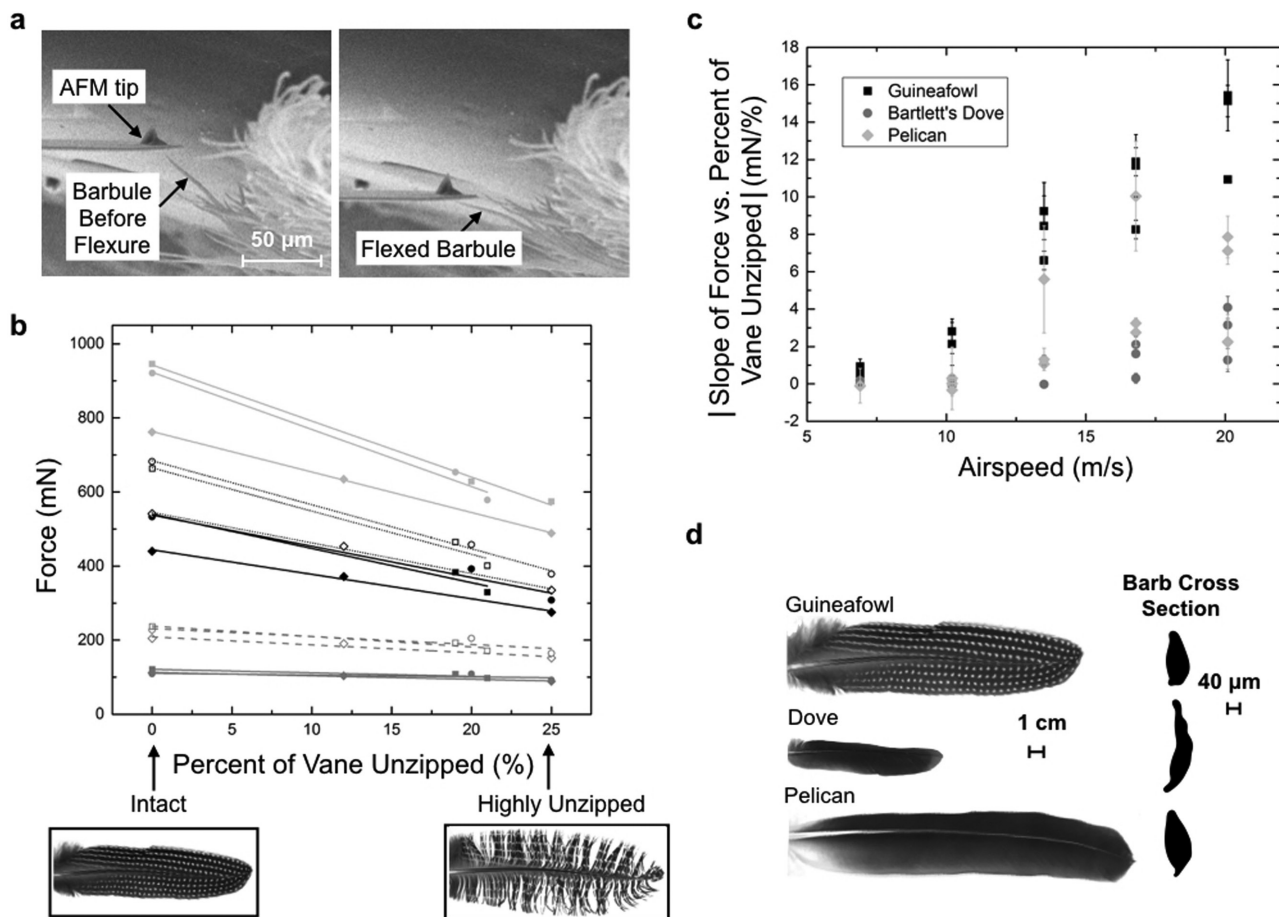 a
AFM tip
Barbule
Before
Flexure
50 µm
Flexed Barbule
b
Force (mN)
1000
800
600
400
200
0
0
5
10
15
20
25
Percent of Vane Unzipped (%)
Intact
Highly Unzipped
c
| Slope of Force vs. Percent of
Vane Unzipped | (mN/%)
18
16
14
12
10
8
6
4
2
0
-2
Guineafowl
Bartlett's Dove
Pelican
5
10
15
20
Airspeed (m/s)
d
Guineafowl
Barb Cross
Section
40 µm
Dove
1 cm
Pelican